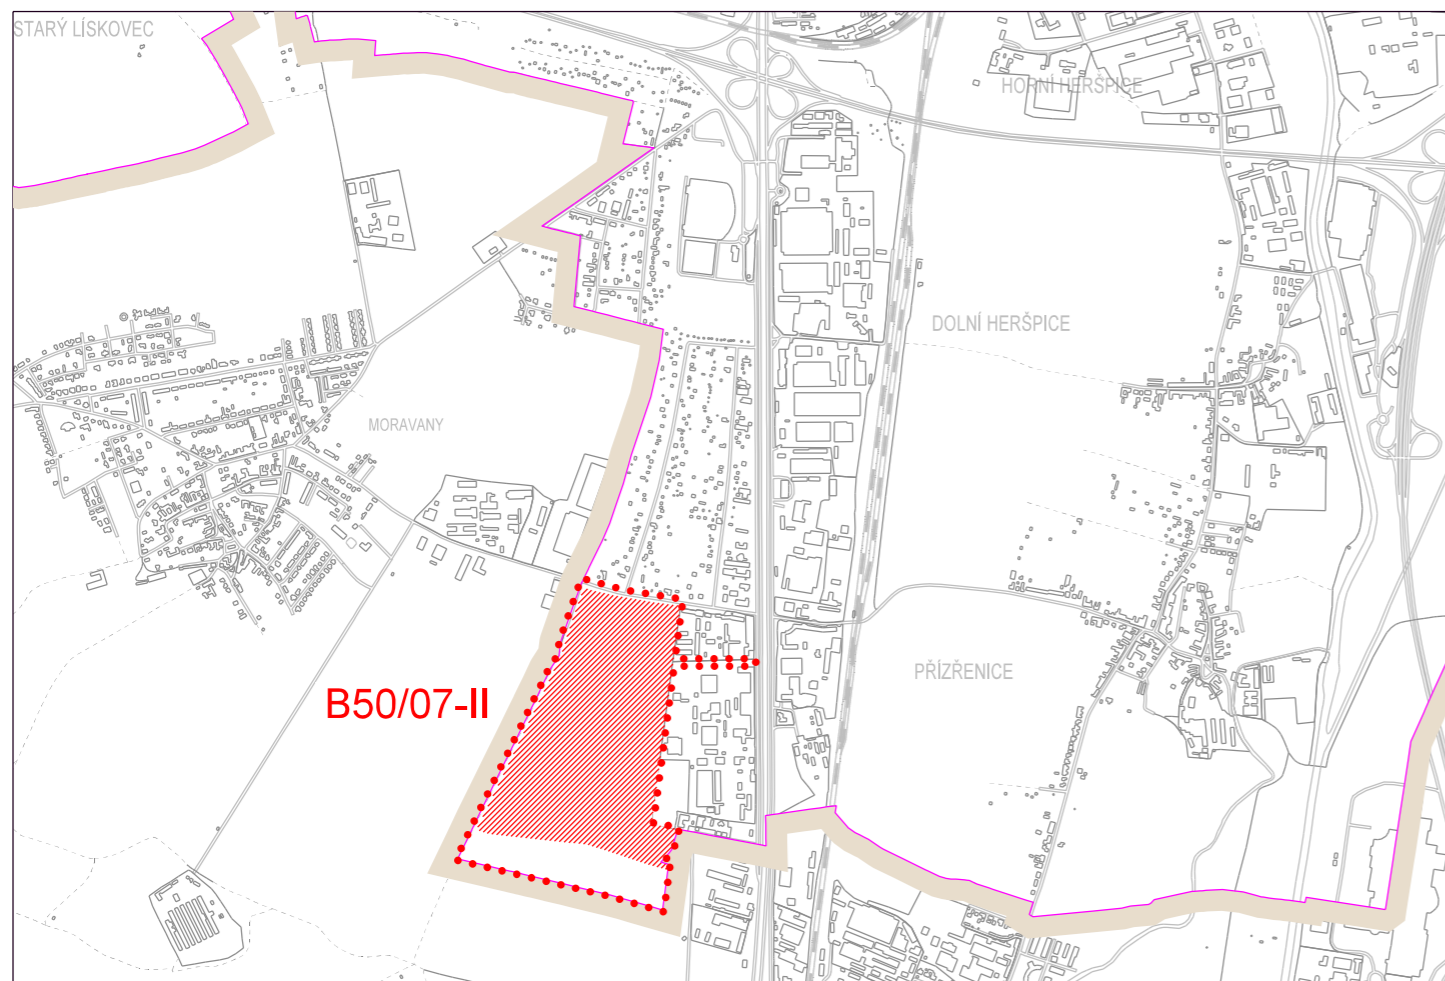 STARÝ LÍSKOVEC
HORNÍ HERŠPICE
DOLNÍ HERŠPICE
MORAVANY
PŘÍZŘENICE
B50/07-II